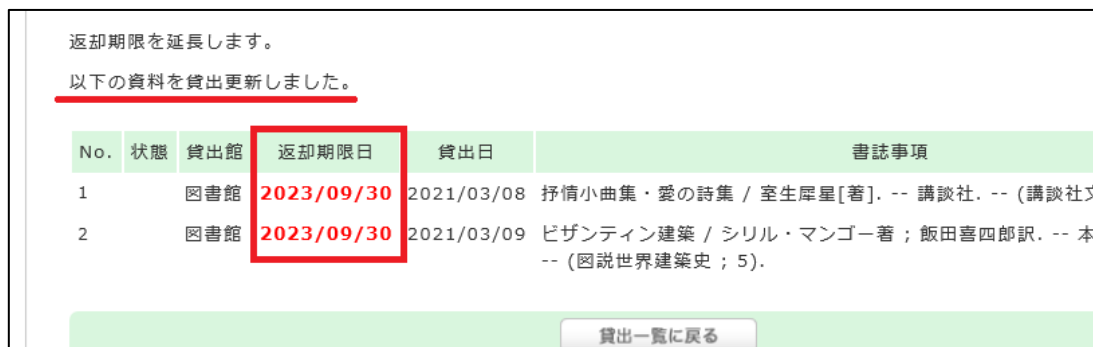 返却期限を延長します。
以下の資料を貸出更新しました。
No. 状態 貸出館 返却期限日 貸出日 書誌事項
1 図書館 2023/09/30 2021/03/08 抒情小曲集・愛の詩集 / 室生犀星[著]. -- 講談社. -- (講談社文
2 図書館 2023/09/30 2021/03/09 ビザンティン建築 / シリル・マンゴー著 ; 飯田喜四郎訳. -- 本
-- (図説世界建築史 ; 5).
貸出一覧に戻る